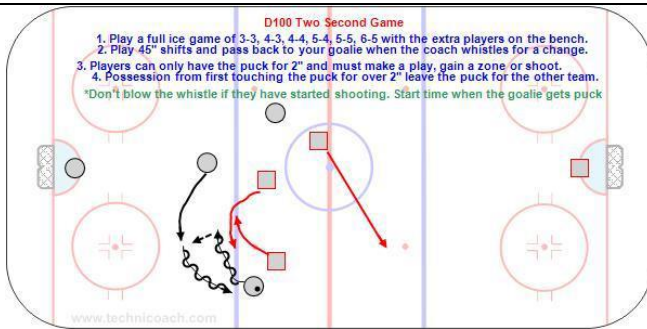 D100 Two Second Game
1. Play a full ice game of 3-3, 4-3, 4-4, 5-4, 5-5, 6-5 with the extra players on the bench.
2. Play 45" shifts and pass back to your goalie when the coach whistles for a change.
3. Players can only have the puck for 2" and must make a play, gain a zone or shoot.
4. Possession from first touching the puck for over 2" leave the puck for the other team.
*Don't blow the whistle if they have started shooting. Start time when the goalie gets puck
www.technicoach.com